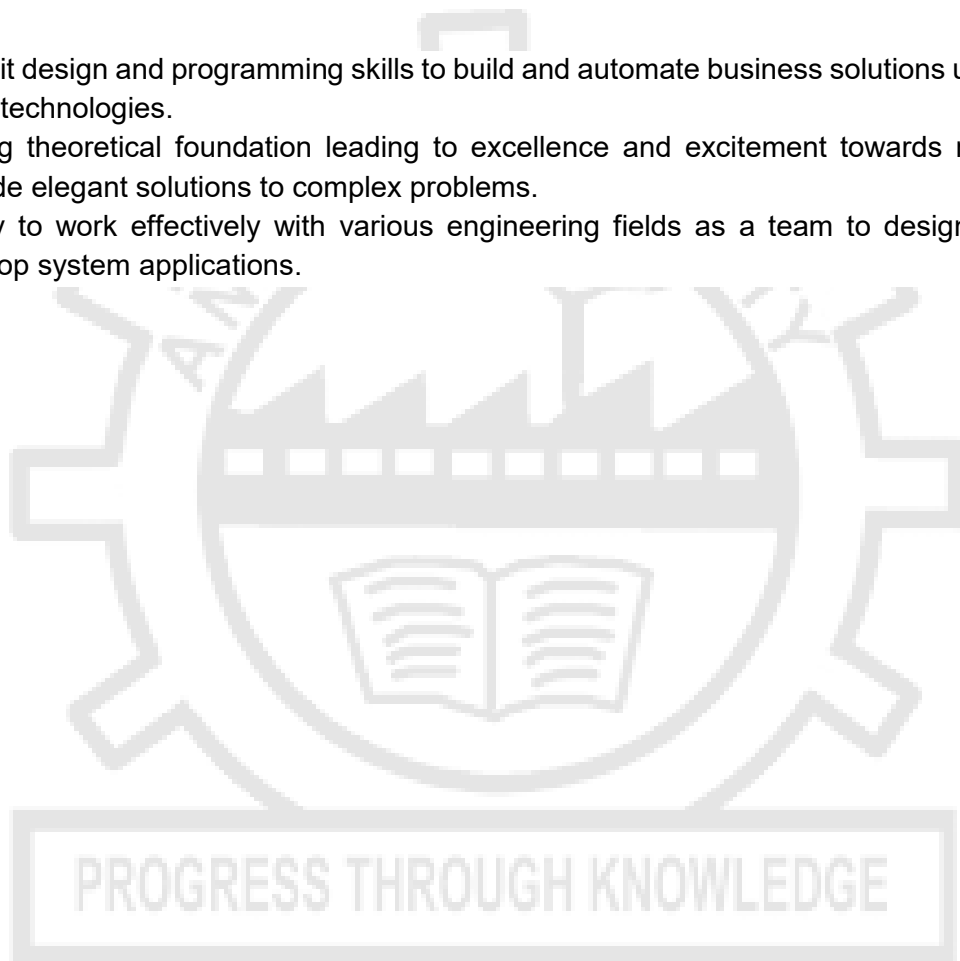 it design and programming skills to build and automate business solutions u
technologies.
g theoretical foundation leading to excellence and excitement towards
de elegant solutions to complex problems.
y to work effectively with various engineering fields as a team to design
op system applications.
AN
Y
PROGRESS THROUGH KNOWLEDGE